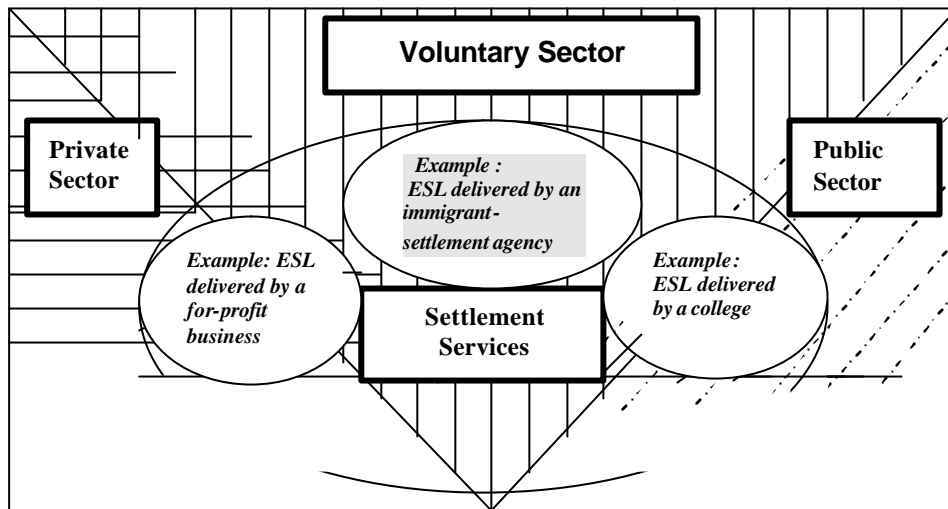 Voluntary Sector
Private
Sector
Public
Sector
Example :
ESL delivered by an
immigrant-
settlement agency
Example: ESL
delivered by a
for-profit
business
Example:
ESL delivered
by a college
Settlement
Services